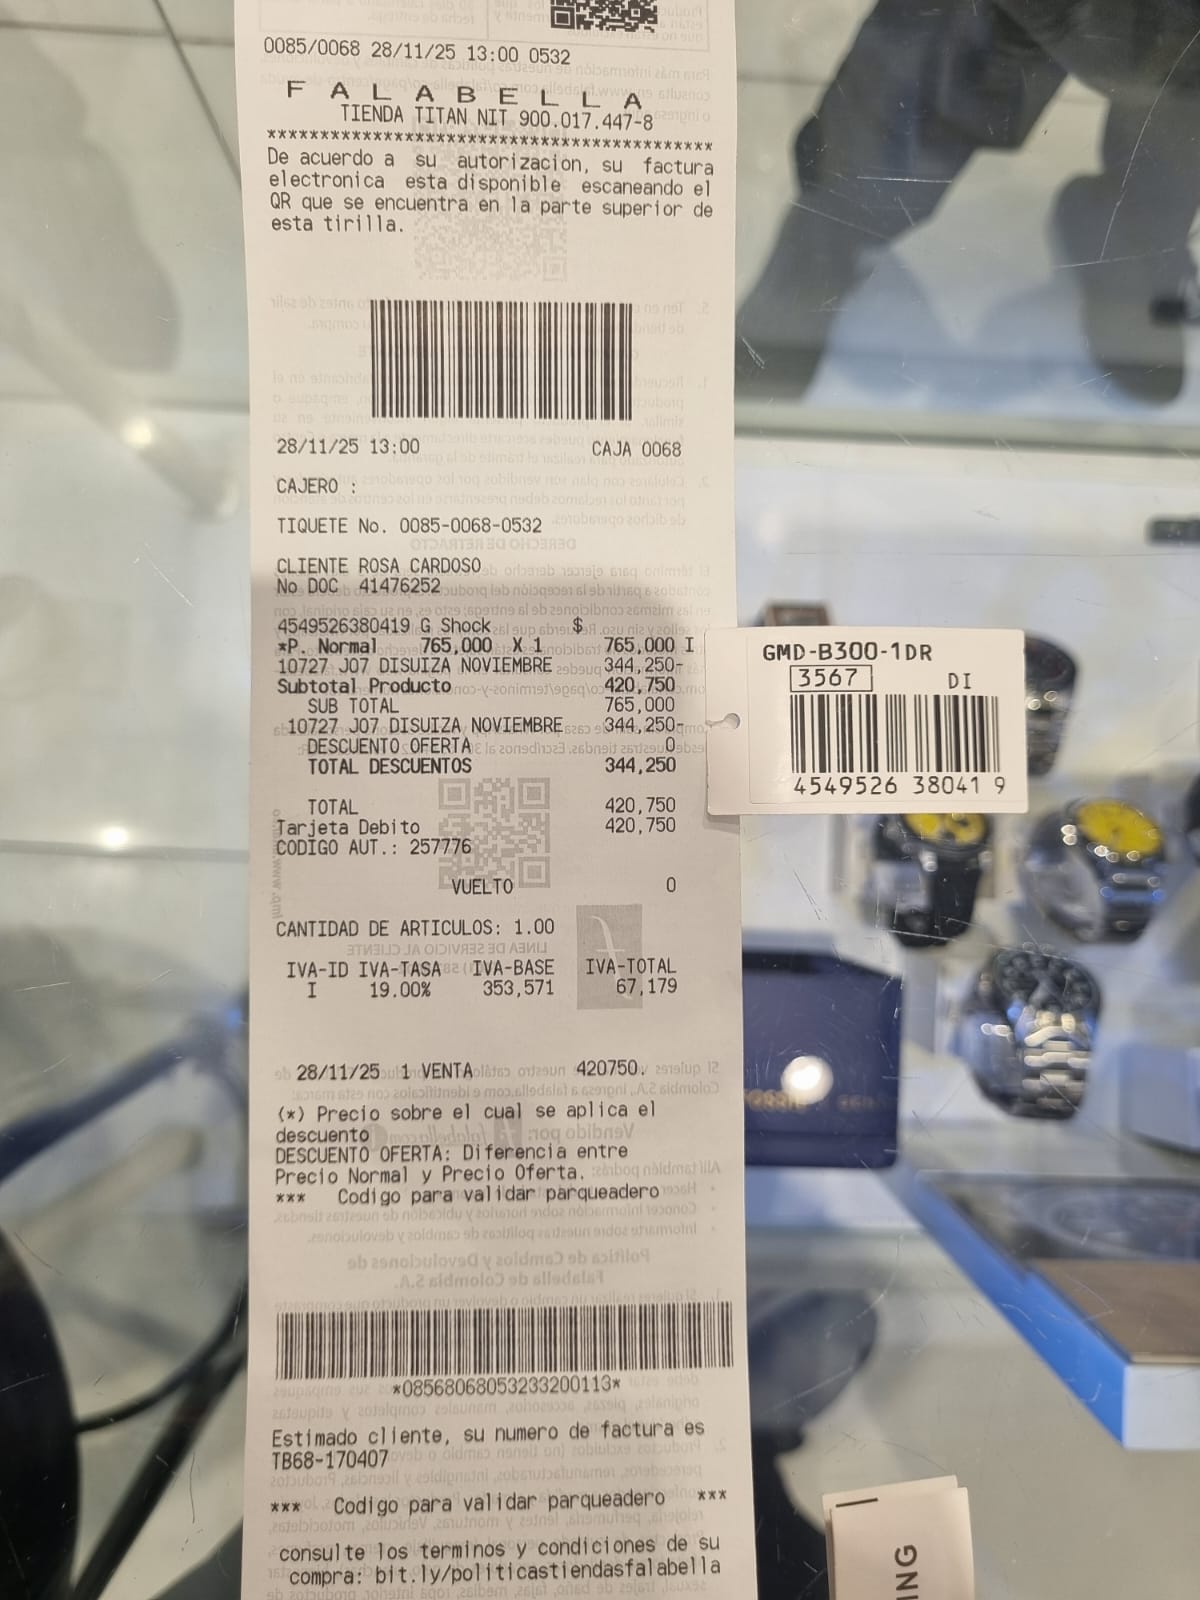 0085/0068 28/11/25 13:00 0532
F A L A B E L L A
TIENDA TITAN NIT 900.017.447-8
******************************************
De acuerdo a su autorizacion, su factura
electronica esta disponible escaneando el
QR que se encuentra en la parte superior de
esta tirilla.
28/11/25 13:00 CAJA 0068
CAJERO :
TIQUETE No. 0085-0068-0532
CLIENTE ROSA CARDOSO
No DOC 41476252
4549526380419 G Shock $
*P. Normal 765,000 X 1 765,000 I
10727 J07 DISUIZA NOVIEMBRE 344,250-
Subtotal Producto 420,750
SUB TOTAL 765,000
10727 J07 DISUIZA NOVIEMBRE 344,250-
DESCUENTO OFERTA 0
TOTAL DESCUENTOS 344,250
TOTAL 420,750
Tarjeta Debito 420,750
CODIGO AUT.: 257776
VUELTO 0
CANTIDAD DE ARTICULOS: 1.00
IVA-ID IVA-TASA IVA-BASE IVA-TOTAL
I 19.00% 353,571 67,179
28/11/25 1 VENTA 420750.
(*) Precio sobre el cual se aplica el
descuento
DESCUENTO OFERTA: Diferencia entre
Precio Normal y Precio Oferta.
*** Codigo para validar parqueadero
*08568068053233200113*
Estimado cliente, su numero de factura es
TB68-170407
*** Codigo para validar parqueadero ***
consulte los terminos y condiciones de su
compra: bit.ly/politicastiendasfalabella
GMD-B300-1DR
3567 DI
4549526 38041 9
ING